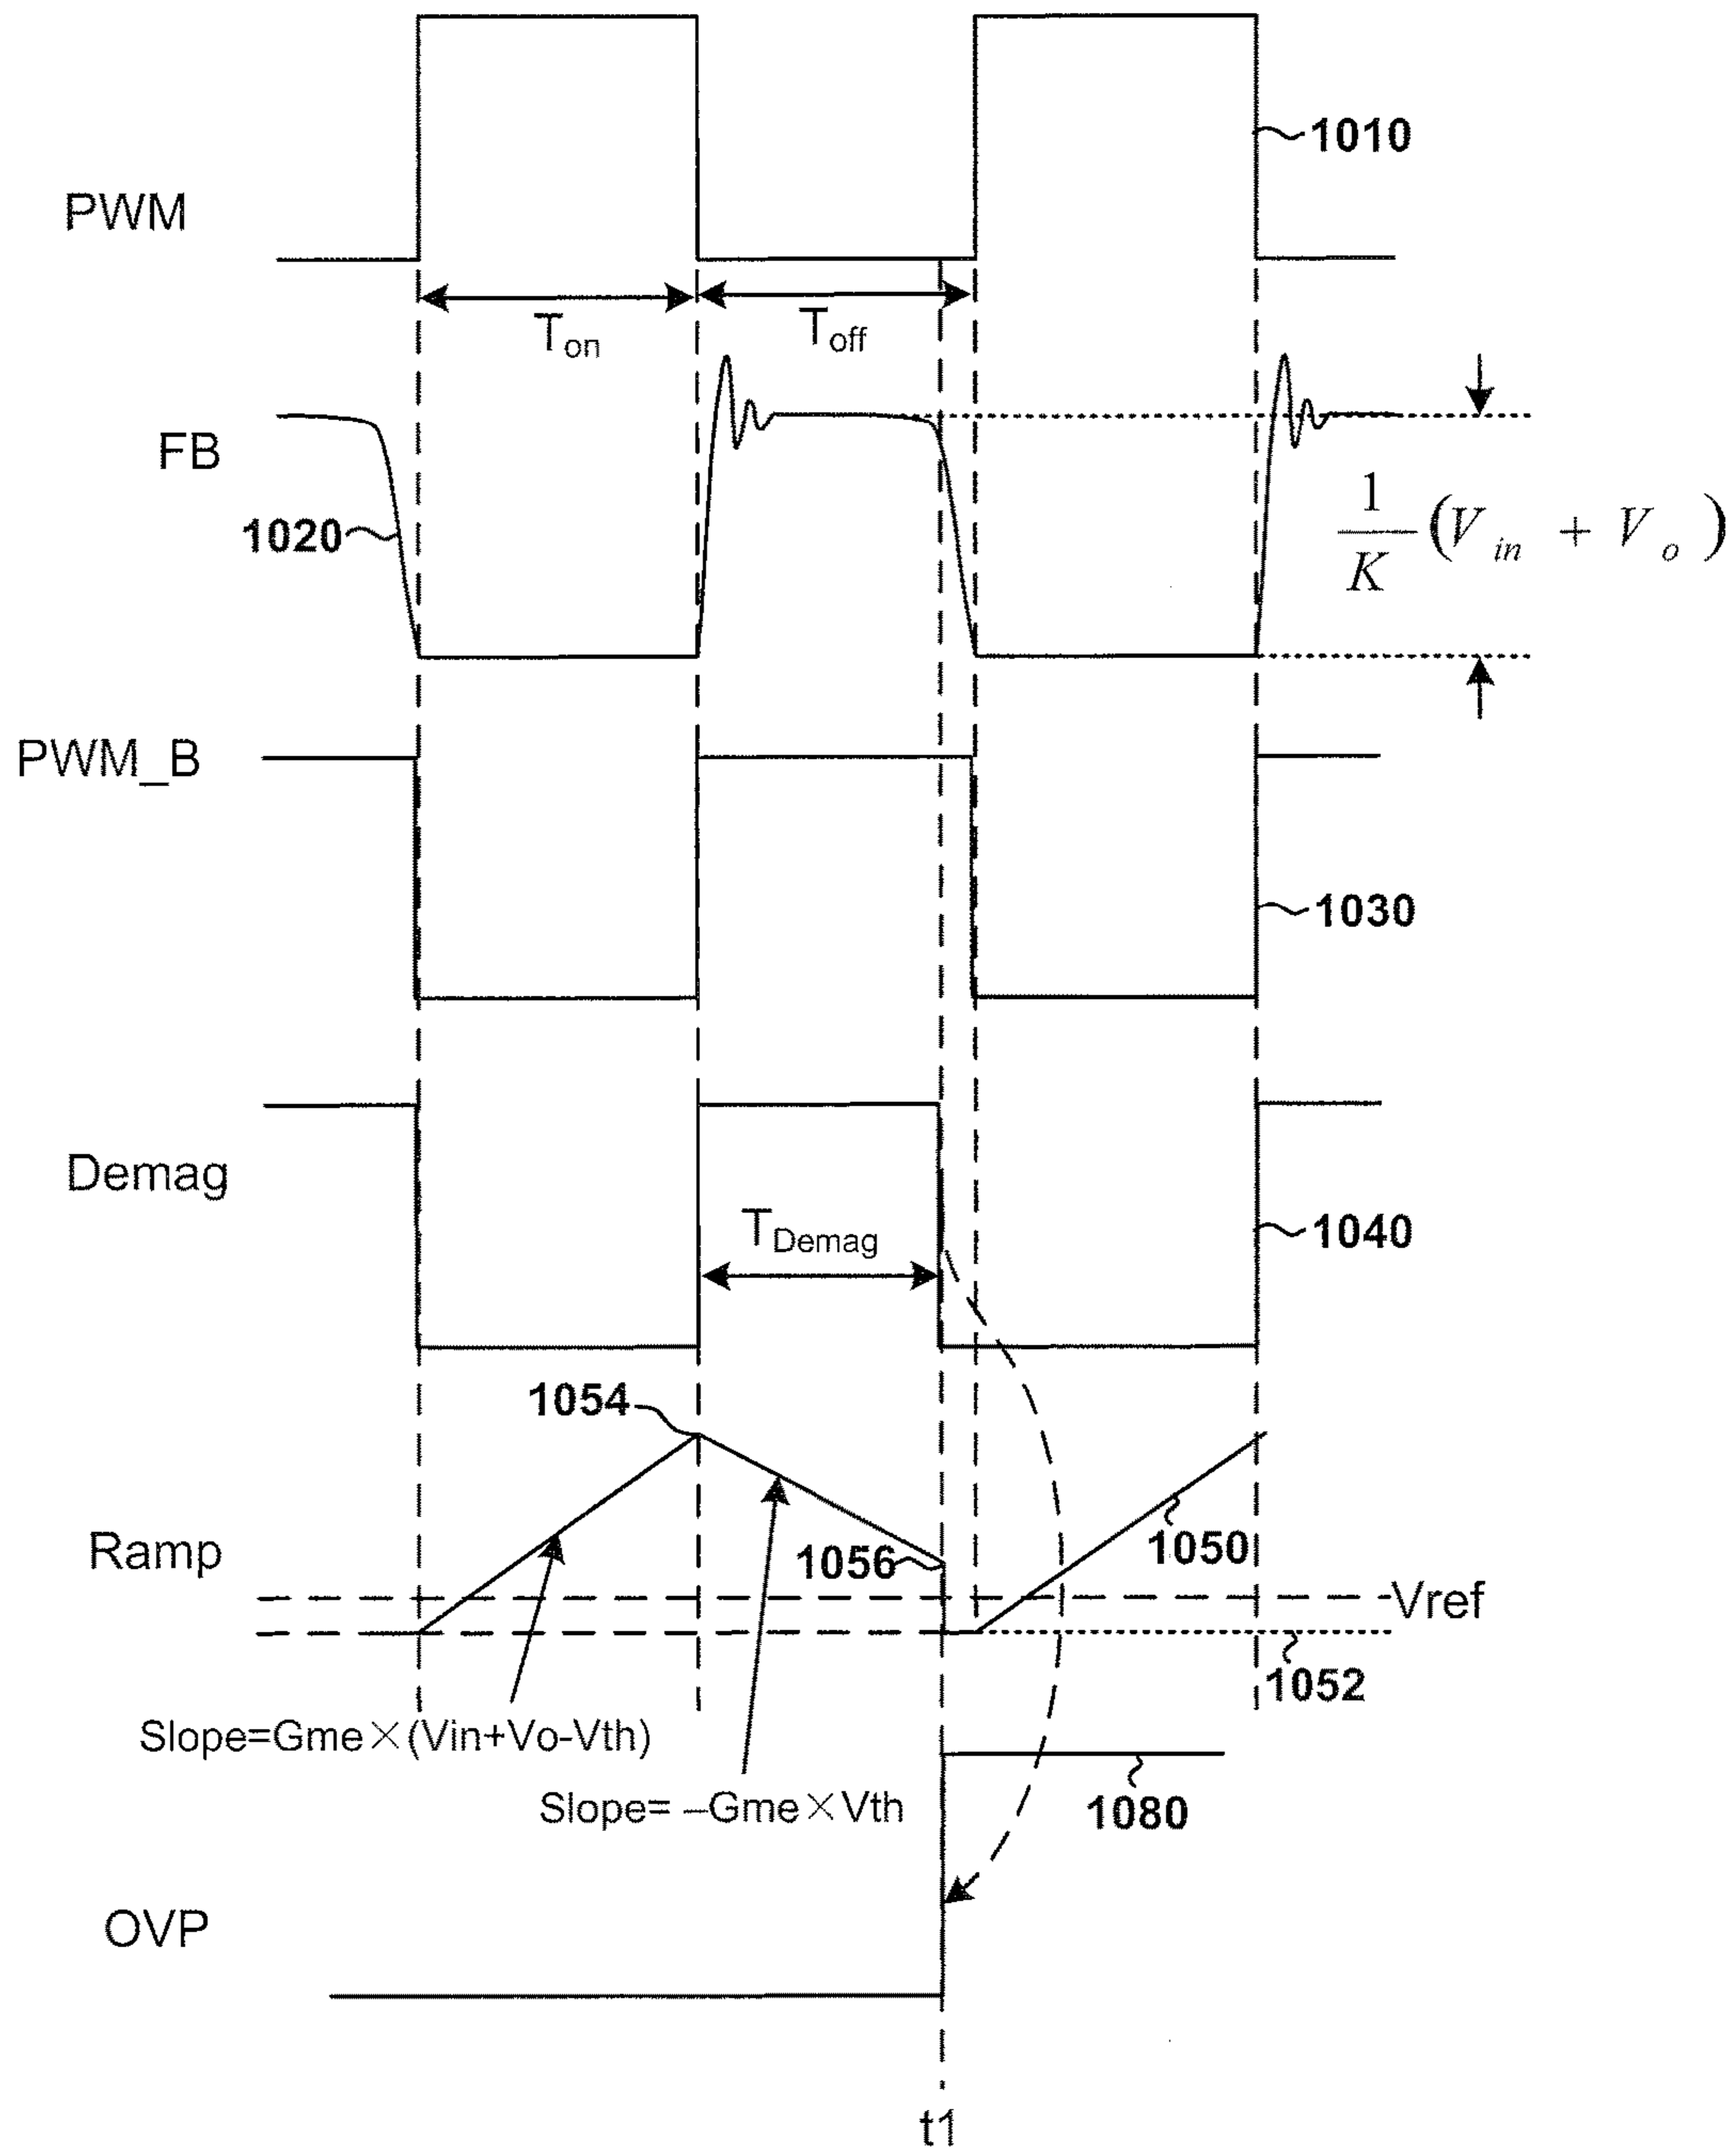 1010
PWM
Ton
Toff
FB
1020
1/K (Vin + Vo)
PWM_B
1030
Demag
TDemag
1040
1054
Ramp
1056
1050
Vref
1052
Slope=Gme×(Vin+Vo-Vth)
Slope= –Gme×Vth
1080
OVP
t1